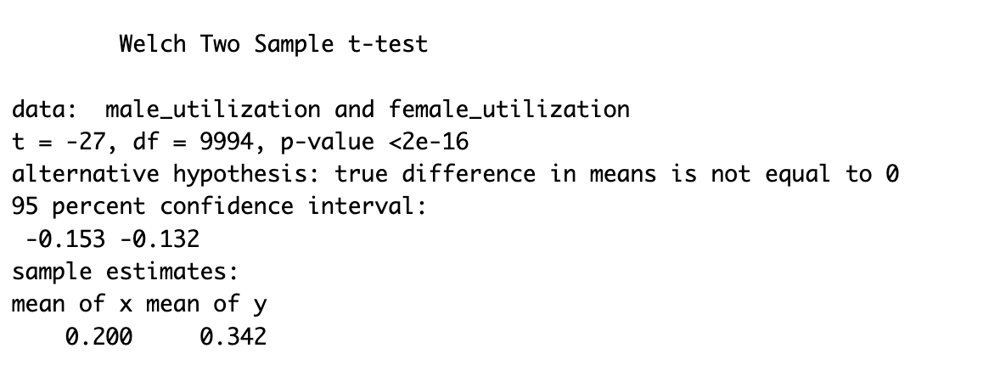 Welch Two Sample t-test
data:  male_utilization and female_utilization
t = -27, df = 9994, p-value <2e-16
alternative hypothesis: true difference in means is not equal to 0
95 percent confidence interval:
 -0.153 -0.132
sample estimates:
mean of x mean of y
    0.200     0.342